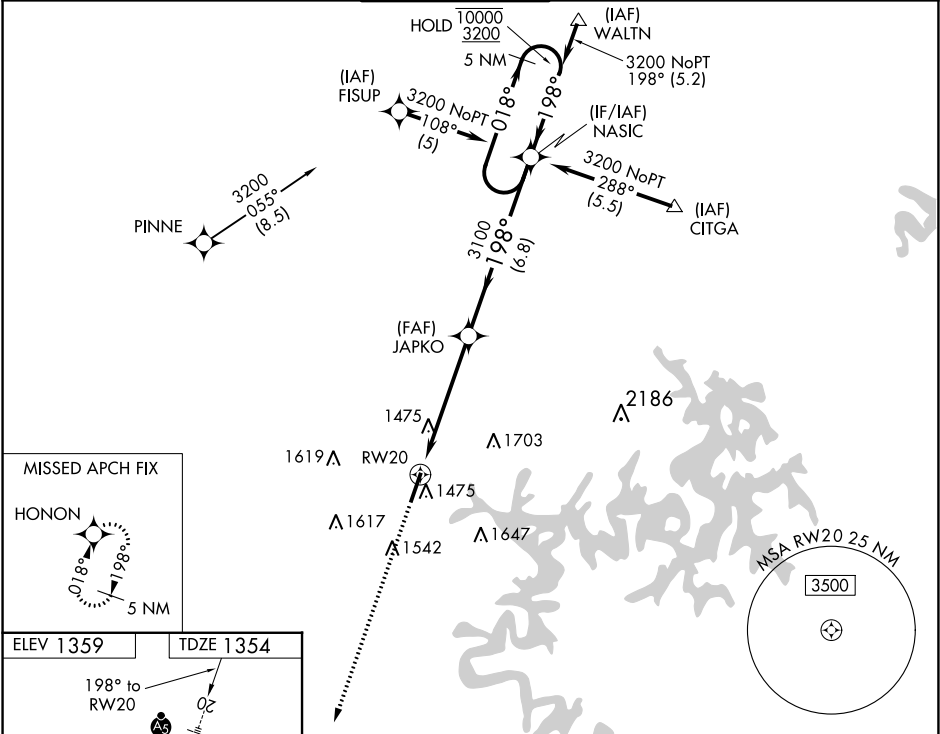 HOLD 10000
3200
5 NM
(IAF)
WALTN
3200 NoPT
198° (5.2)
(IAF)
FISUP
3200 NoPT
108°
(5)
018°
198°
(IF/IAF)
NASIC
3200 NoPT
288°
(5.5)
(IAF)
CITGA
PINNE
3200
055°
(8.5)
3100
198°
(6.8)
(FAF)
JAPKO
2186
1475
1703
1619
RW20
1475
1617
1647
1542
MISSED APCH FIX
HONON
018°
198°
5 NM
MSA RW20 25 NM
3500
ELEV 1359
TDZE 1354
198° to
RW20
20
A5